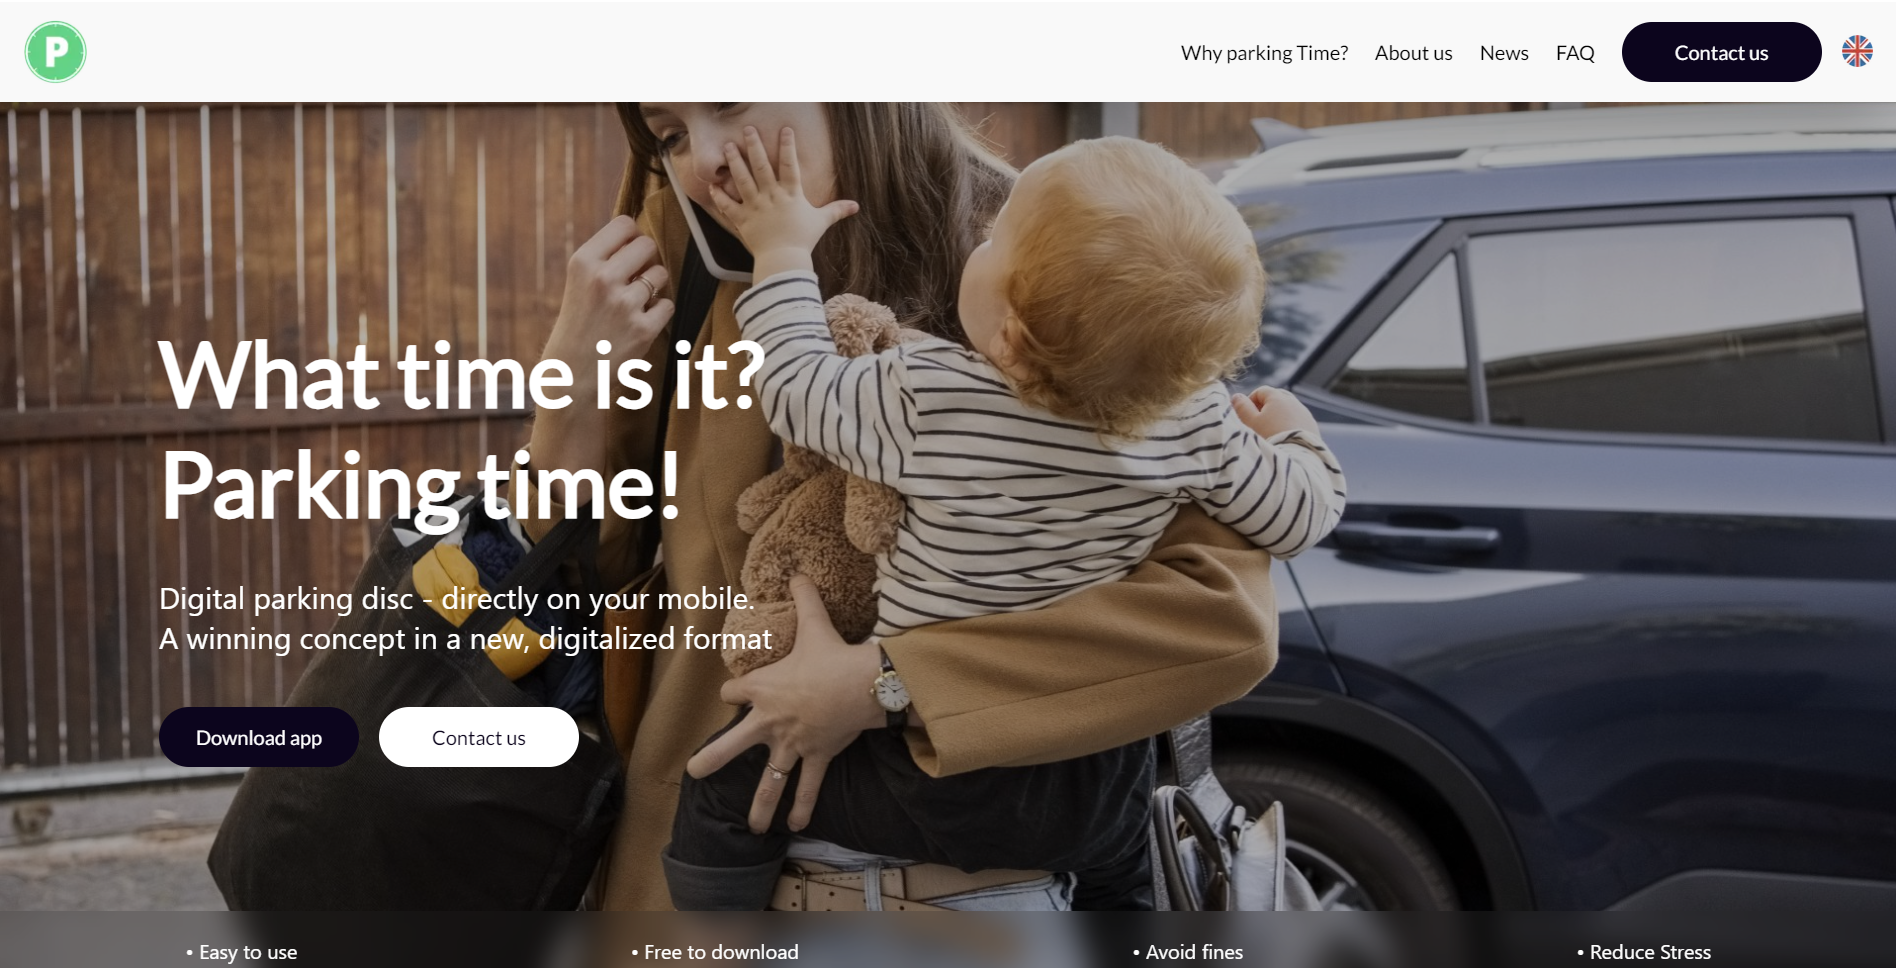 P
Why parking Time?
About us
News
FAQ
Contact us
What time is it?
Parking time!
Digital parking disc - directly on your mobile.
A winning concept in a new, digitalized format
Download app
Contact us
• Easy to use
• Free to download
• Avoid fines
• Reduce Stress